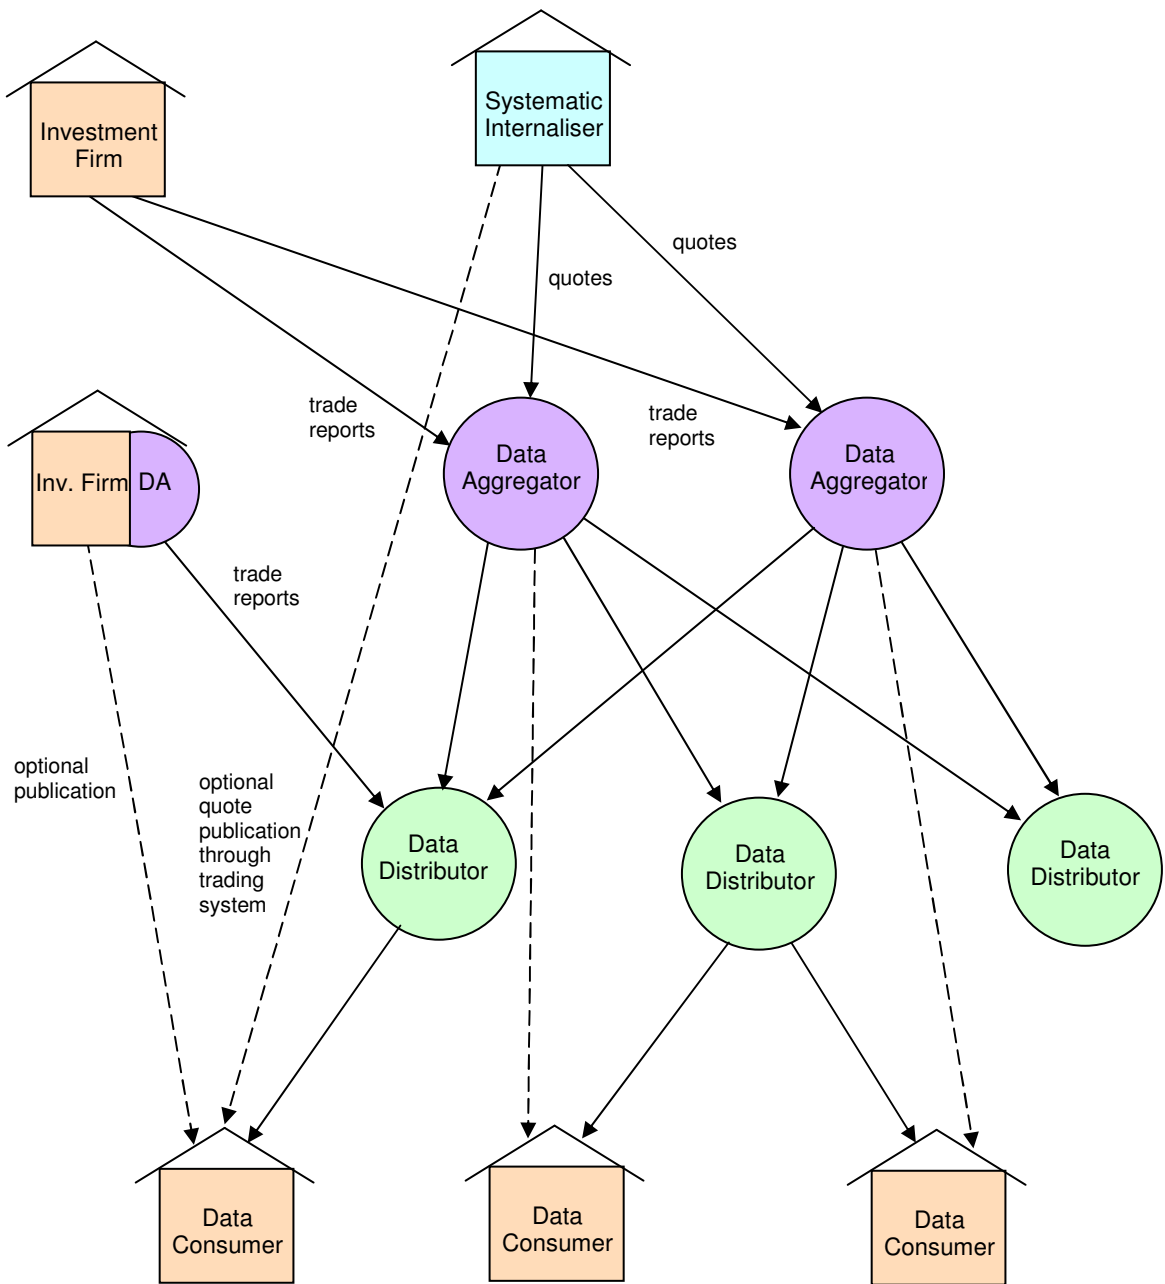 Systematic
Internaliser
Investment
Firm
quotes
quotes
trade
reports
trade
reports
Data
Aggregator
Data
Aggregator
Inv. Firm
DA
trade
reports
optional
publication
optional
quote
publication
through
trading
system
Data
Distributor
Data
Distributor
Data
Distributor
Data
Consumer
Data
Consumer
Data
Consumer